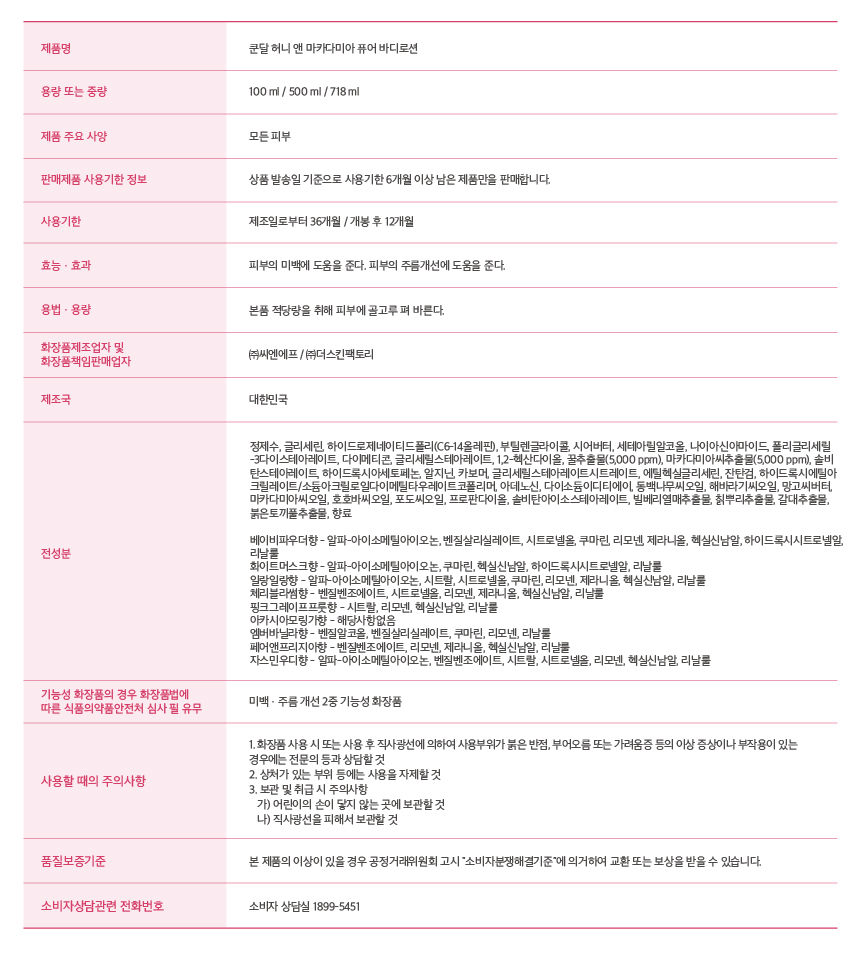 제품명
쿤달 허니 앤 마카다미아 퓨어 바디로션
용량 또는 중량
100 ml / 500 ml / 718 ml
제품 주요 사양
모든 피부
판매제품 사용기한 정보
상품 발송일 기준으로 사용기한 6개월 이상 남은 제품만을 판매합니다.
사용기한
제조일로부터 36개월 / 개봉 후 12개월
효능 · 효과
피부의 미백에 도움을 준다. 피부의 주름개선에 도움을 준다.
용법 · 용량
본품 적당량을 취해 피부에 골고루 펴 바른다.
화장품제조업자 및
화장품책임판매업자
㈜씨엔에프 / ㈜더스킨팩토리
제조국
대한민국
전성분
정제수, 글리세린, 하이드로제네이티드폴리(C6-14올레핀), 부틸렌글라이콜, 시어버터, 세테아릴알코올, 나이아신아마이드, 폴리글리세릴
-3다이스테아레이트, 다이메티콘, 글리세릴스테아레이트, 1,2-헥산다이올, 꿀추출물(5,000 ppm), 마카다미아씨추출물(5,000 ppm), 솔비
탄스테아레이트, 하이드록시아세토페논, 알지닌, 카보머, 글리세릴스테아레이트시트레이트, 에틸헥실글리세린, 잔탄검, 하이드록시에틸아
크릴레이트/소듐아크릴로일다이메틸타우레이트코폴리머, 아데노신, 다이소듐이디티에이, 동백나무씨오일, 해바라기씨오일, 망고씨버터,
마카다미아씨오일, 호호바씨오일, 포도씨오일, 프로판다이올, 솔비탄아이소스테아레이트, 빌베리열매추출물, 칡뿌리추출물, 갈대추출물,
붉은토끼풀추출물, 향료
베이비파우더향 - 알파-아이소메틸아이오논, 벤질살리실레이트, 시트로넬올, 쿠마린, 리모넨, 제라니올, 헥실신남알, 하이드록시시트로넬알,
리날룰
화이트머스크향 - 알파-아이소메틸아이오논, 쿠마린, 헥실신남알, 하이드록시시트로넬알, 리날룰
일랑일랑향 - 알파-아이소메틸아이오논, 시트랄, 시트로넬올, 쿠마린, 리모넨, 제라니올, 헥실신남알, 리날룰
체리블라썸향 - 벤질벤조에이트, 시트로넬올, 리모넨, 제라니올, 헥실신남알, 리날룰
핑크그레이프프룻향 - 시트랄, 리모넨, 헥실신남알, 리날룰
아카시아모링가향 - 해당사항없음
엠버바닐라향 - 벤질알코올, 벤질살리실레이트, 쿠마린, 리모넨, 리날룰
페어앤프리지아향 - 벤질벤조에이트, 리모넨, 제라니올, 헥실신남알, 리날룰
자스민우디향 - 알파-아이소메틸아이오논, 벤질벤조에이트, 시트랄, 시트로넬올, 리모넨, 헥실신남알, 리날룰
기능성 화장품의 경우 화장품법에
따른 식품의약품안전처 심사 필 유무
미백 · 주름 개선 2중 기능성 화장품
사용할 때의 주의사항
1. 화장품 사용 시 또는 사용 후 직사광선에 의하여 사용부위가 붉은 반점, 부어오름 또는 가려움증 등의 이상 증상이나 부작용이 있는
경우에는 전문의 등과 상담할 것
2. 상처가 있는 부위 등에는 사용을 자제할 것
3. 보관 및 취급 시 주의사항
가) 어린이의 손이 닿지 않는 곳에 보관할 것
나) 직사광선을 피해서 보관할 것
품질보증기준
본 제품의 이상이 있을 경우 공정거래위원회 고시 "소비자분쟁해결기준"에 의거하여 교환 또는 보상을 받을 수 있습니다.
소비자상담관련 전화번호
소비자 상담실 1899-5451